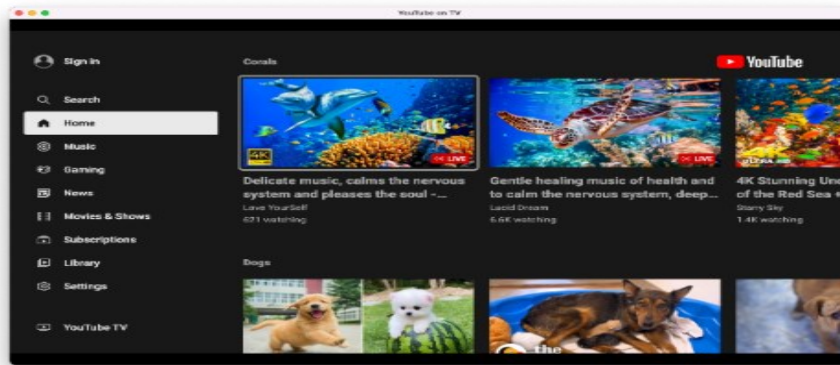 YouTube on TV
Sign in
Search
Home
Music
Gaming
News
Movies & Shows
Subscriptions
Library
Settings
YouTube TV
Corals
YouTube
4K
LIVE
Delicate music, calms the nervous
system and pleases the soul -...
Love YourSelf
621 watching
LIVE
Gentle healing music of health and
to calm the nervous system, deep...
Lucid Dream
6.6K watching
4K Stunning Und
of the Red Sea
Starry Sky
1.4K watching
Dogs
the